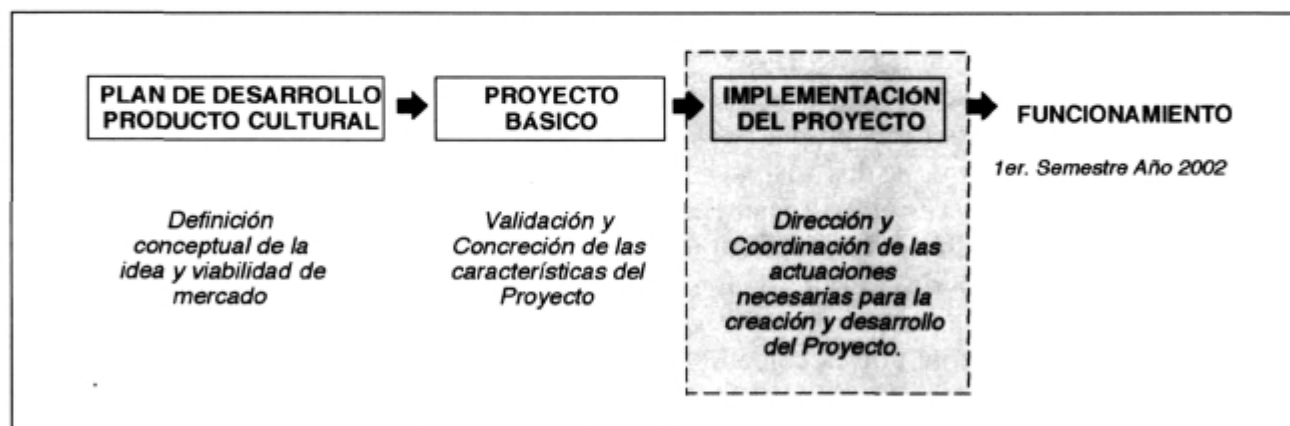 PLAN DE DESARROLLO
PRODUCTO CULTURAL
PROYECTO
BÁSICO
IMPLEMENTACIÓN
DEL PROYECTO
FUNCIONAMIENTO
1er. Semestre Año 2002
Definición
conceptual de la
idea y viabilidad de
mercado
Validación y
Concreción de las
características del
Proyecto
Dirección y
Coordinación de las
actuaciones
necesarias para la
creación y desarrollo
del Proyecto.